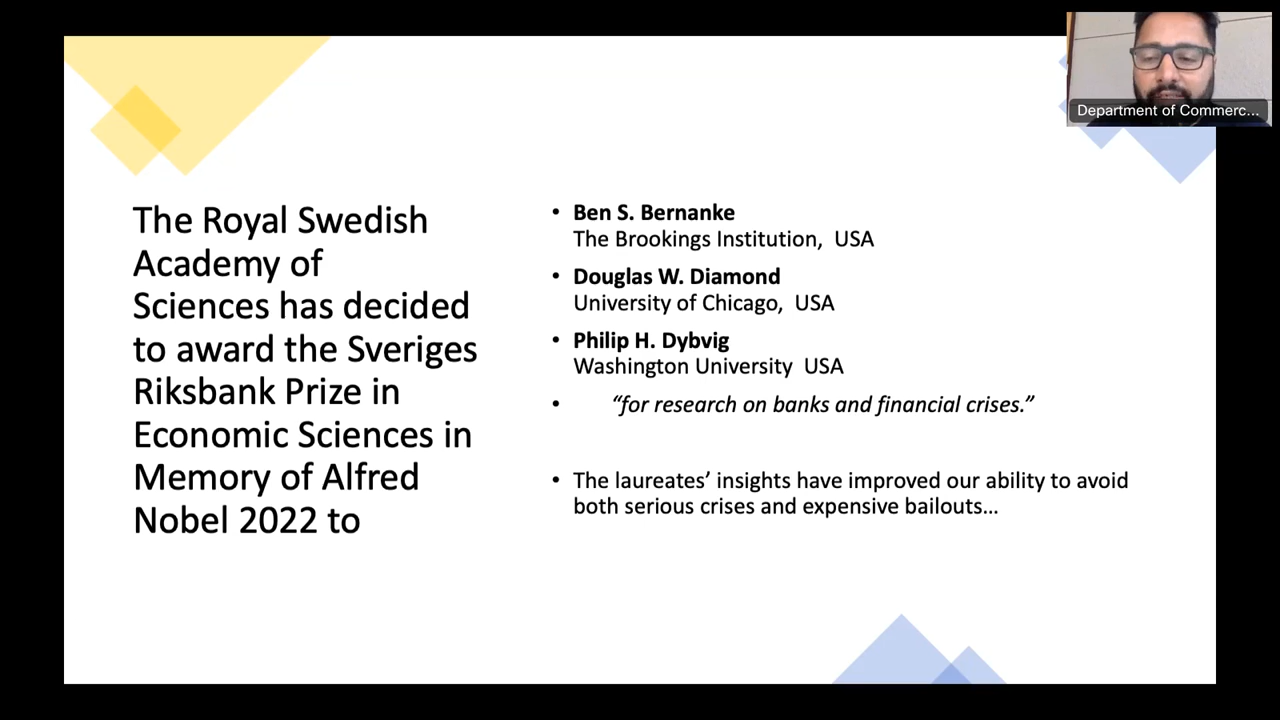 The Royal Swedish
Academy of
Sciences has decided
to award the Sveriges
Riksbank Prize in
Economic Sciences in
Memory of Alfred
Nobel 2022 to
• Ben S. Bernanke
The Brookings Institution,  USA
• Douglas W. Diamond
University of Chicago,  USA
• Philip H. Dybvig
Washington University  USA
• “for research on banks and financial crises.”
• The laureates’ insights have improved our ability to avoid
both serious crises and expensive bailouts…
Department of Commerc...